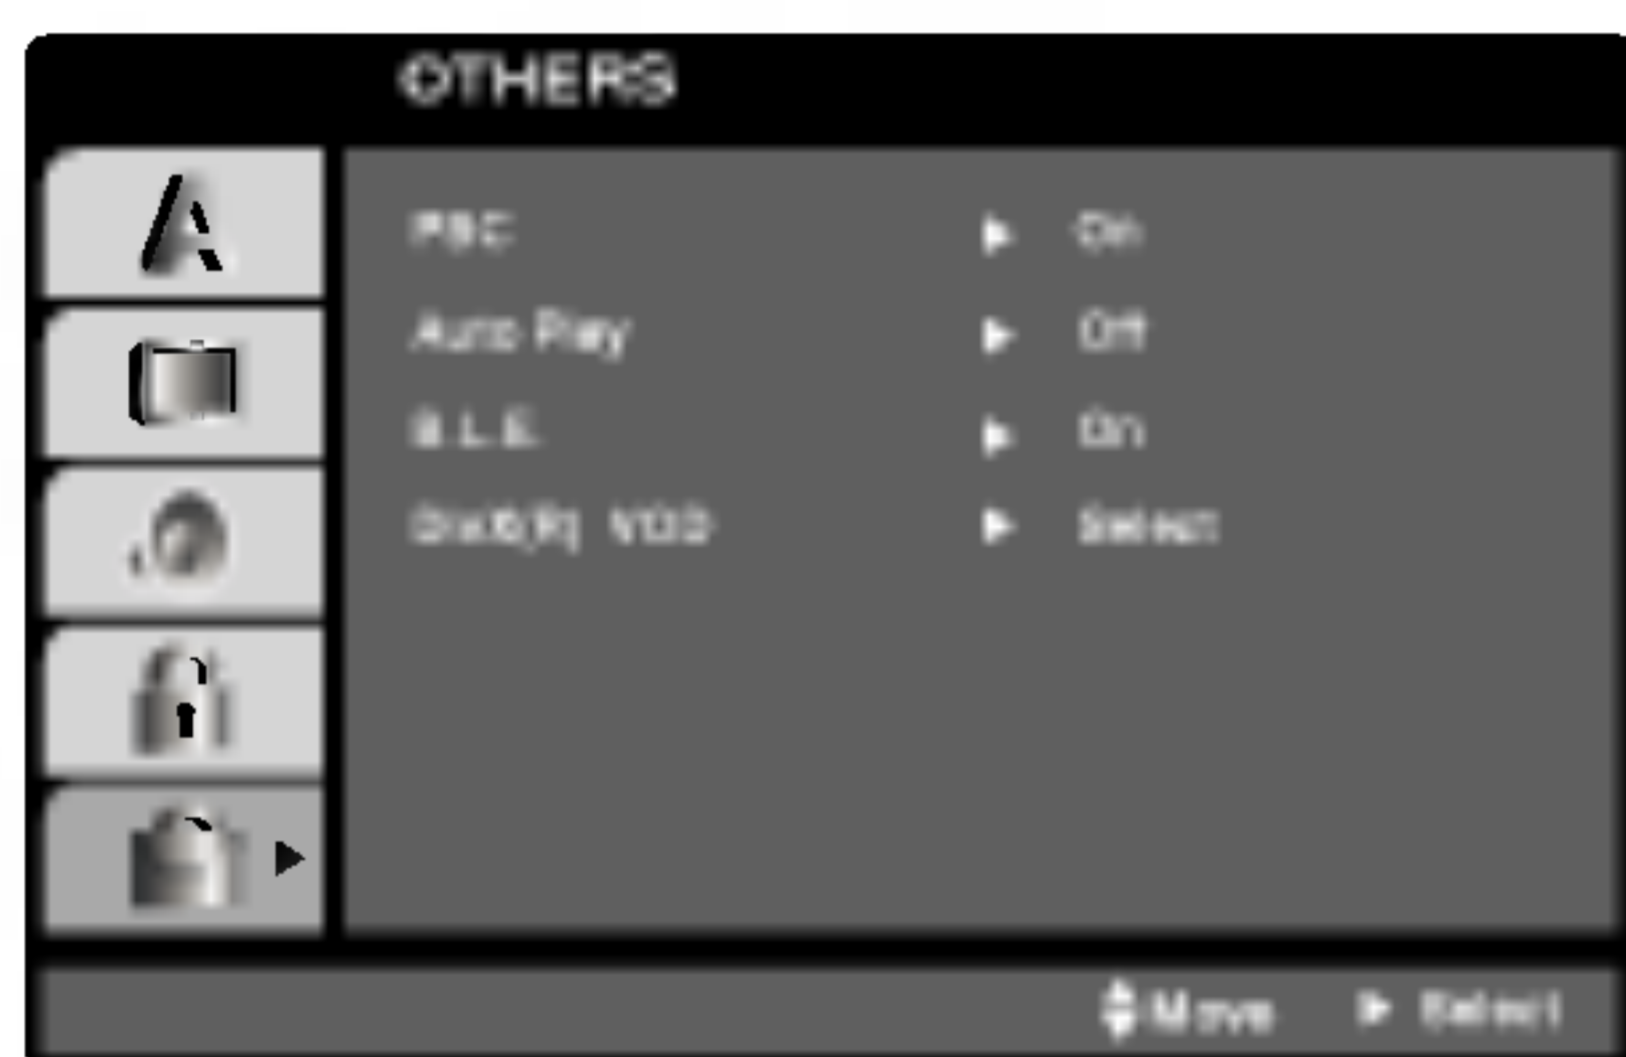 OTHERS
A
PBC ► On
Auto Play ► Off
B.L.E. ► On
DivX(R) VOD ► Select
Move ► Select